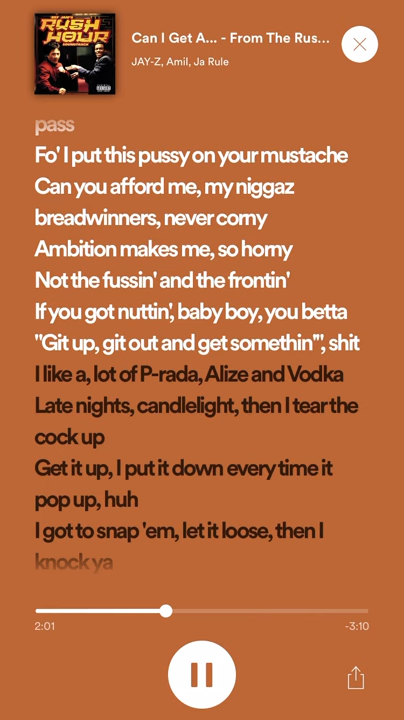 RUSH HOUR
SOUNDTRACK
Can I Get A... - From The Rus...
JAY-Z, Amil, Ja Rule
pass
Fo' I put this pussy on your mustache
Can you afford me, my niggaz
breadwinners, never corny
Ambition makes me, so horny
Not the fussin' and the frontin'
If you got nuttin', baby boy, you betta
"Git up, git out and get somethin'", shit
I like a, lot of P-rada, Alize and Vodka
Late nights, candlelight, then I tear the
cock up
Get it up, I put it down every time it
pop up, huh
I got to snap 'em, let it loose, then I
knock ya
2:01
-3:10